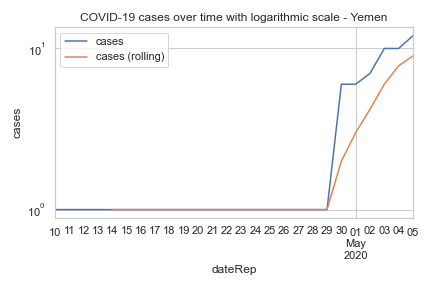 COVID-19 cases over time with logarithmic scale - Yemen
cases
cases (rolling)
10¹
10⁰
cases
10 11 12 13 14 15 16 17 18 19 20 21 22 23 24 25 26 27 28 29 30 01 02 03 04 05
May
2020
dateRep